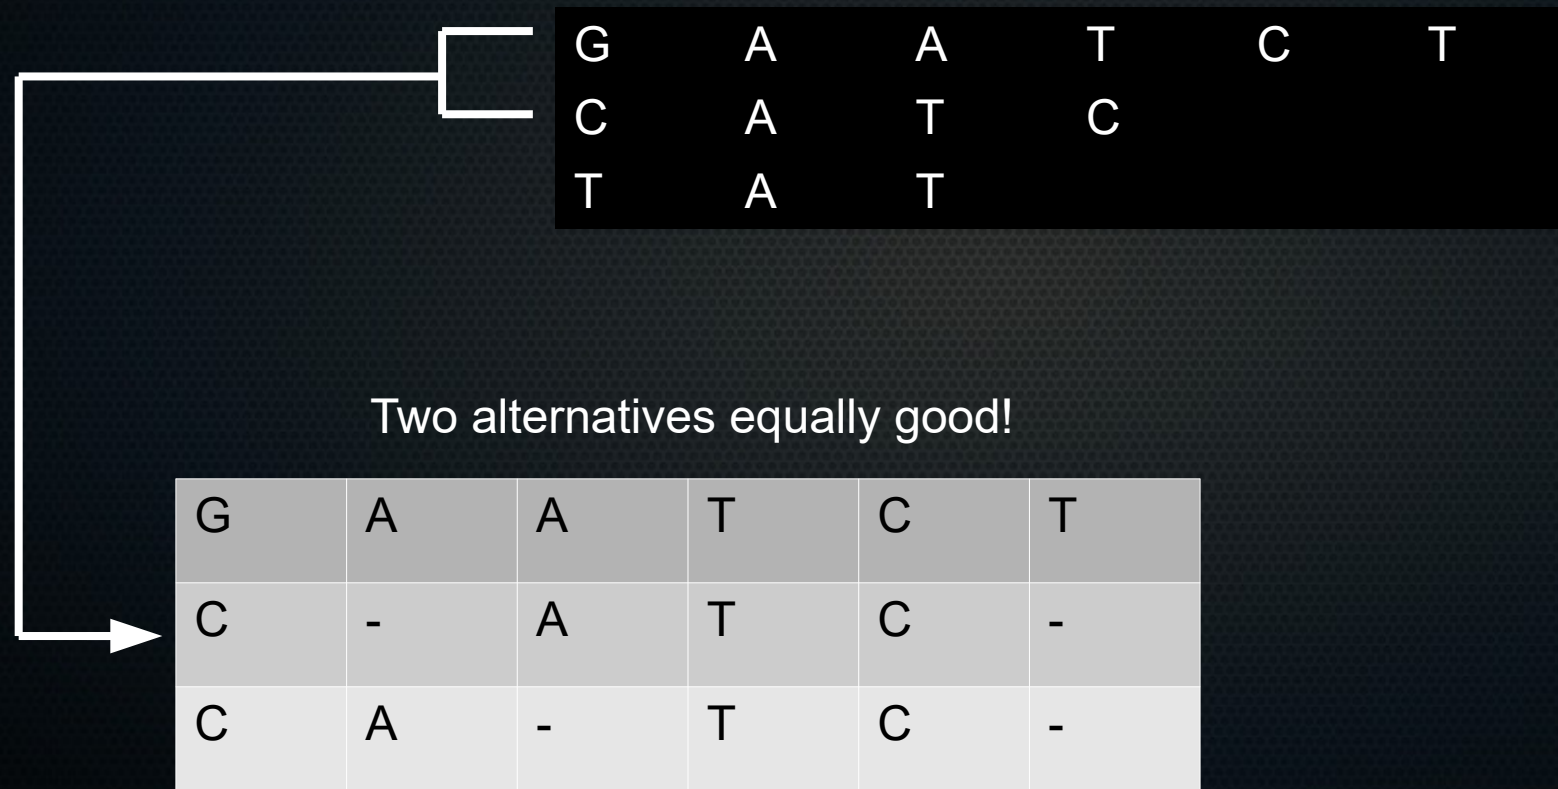 G A A T C T
C A T C
T A T
Two alternatives equally good!
G A A T C T
C - A T C -
C A - T C -